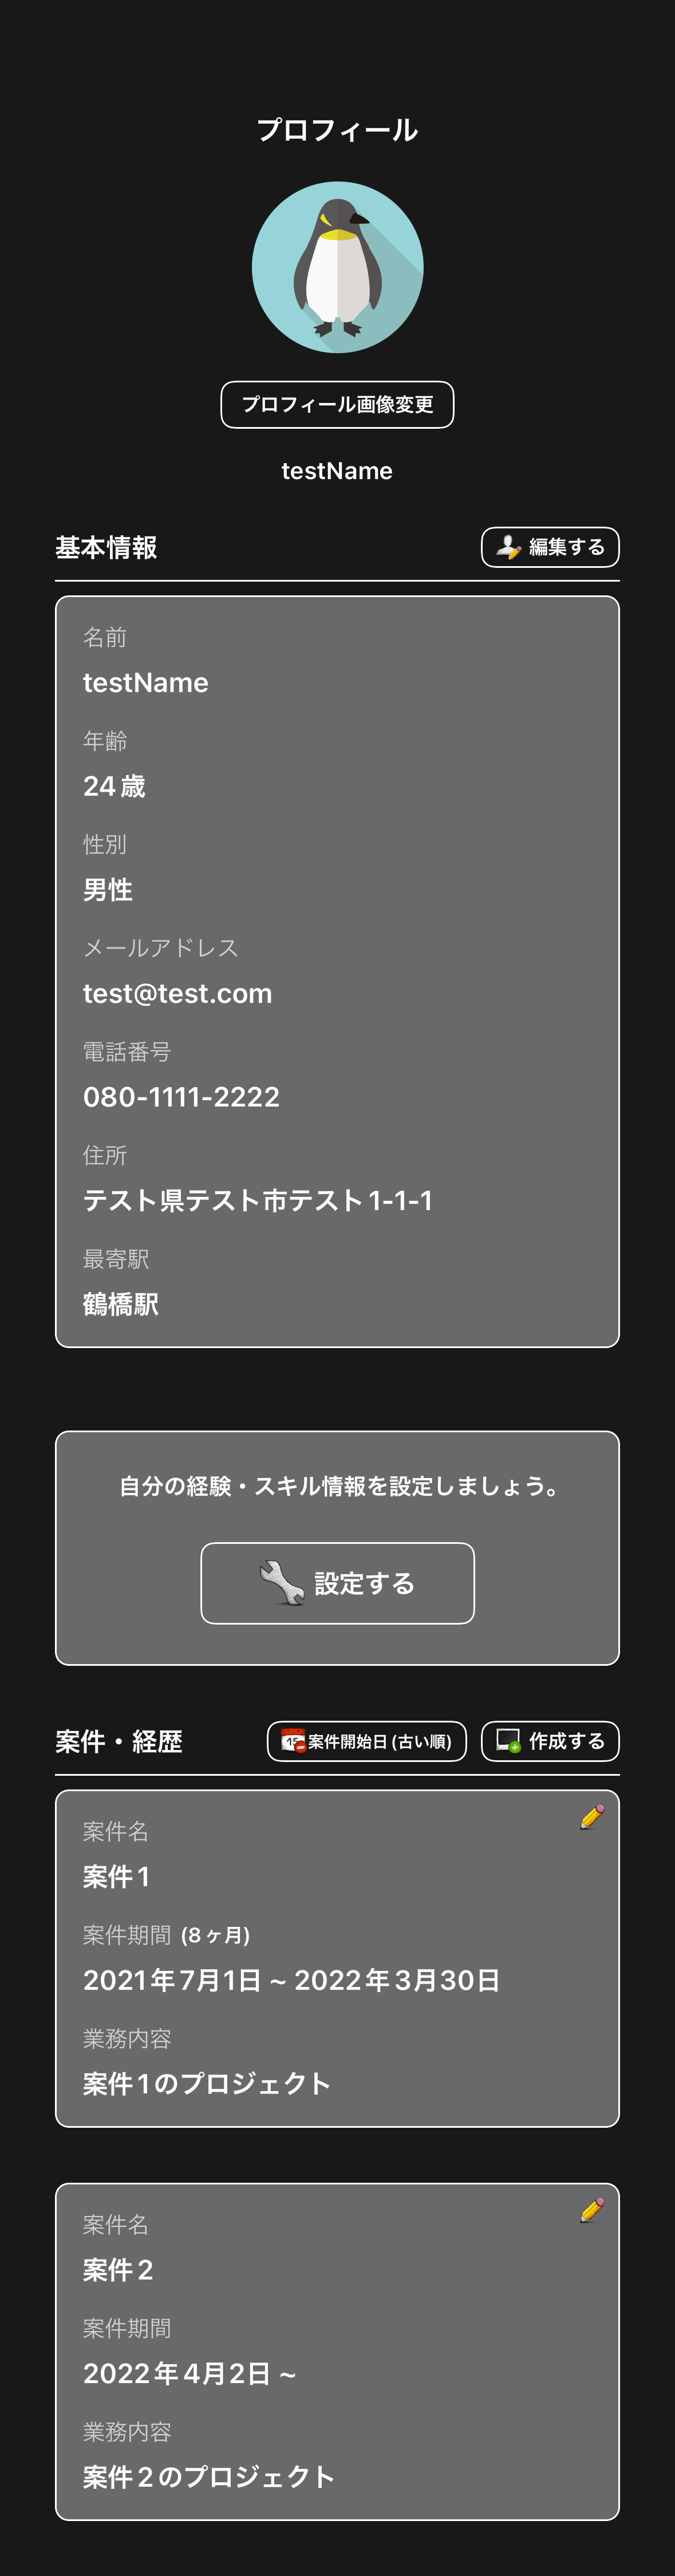 プロフィール
プロフィール画像変更
testName
基本情報
編集する
名前
testName
年齢
24歳
性別
男性
メールアドレス
test@test.com
電話番号
080-1111-2222
住所
テスト県テスト市テスト1-1-1
最寄駅
鶴橋駅
自分の経験・スキル情報を設定しましょう。
設定する
案件・経歴
15
案件開始日(古い順)
作成する
案件名
案件1
案件期間 (8ヶ月)
2021年7月1日 ~ 2022年3月30日
業務内容
案件1のプロジェクト
案件名
案件2
案件期間
2022年4月2日 ~
業務内容
案件2のプロジェクト